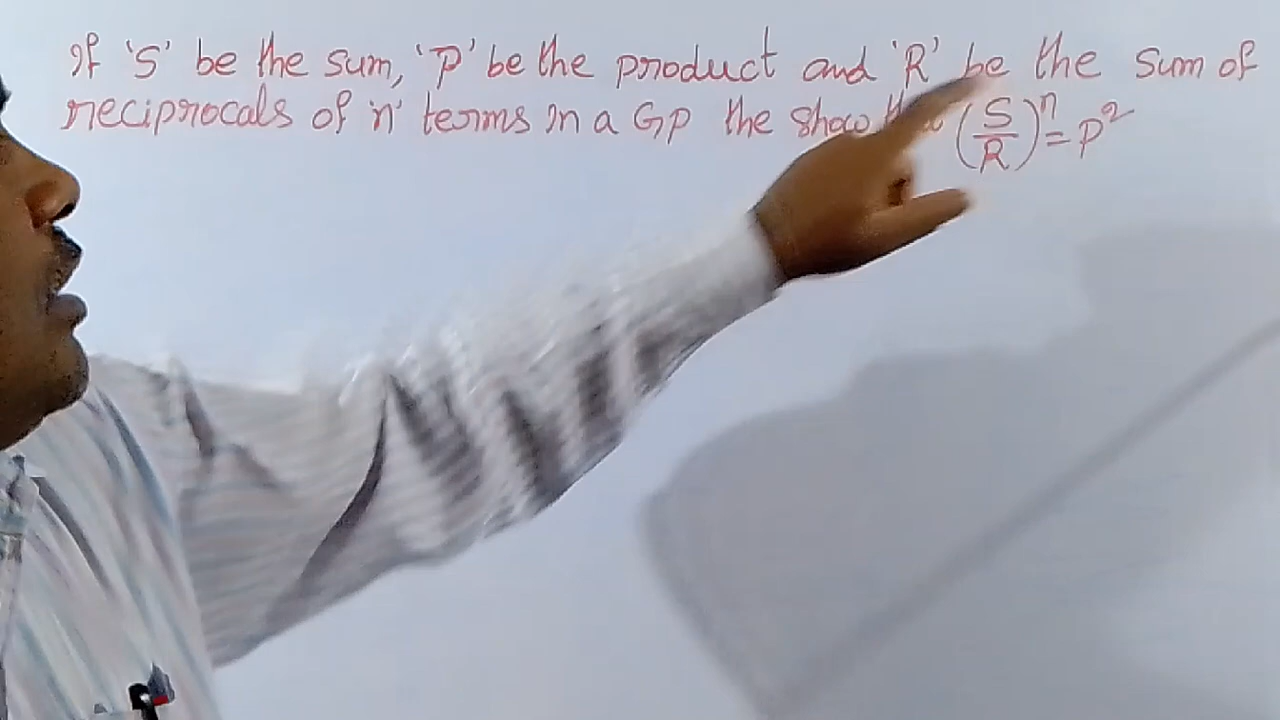 If 'S' be the sum, 'P' be the product and 'R' be the sum of
reciprocals of 'n' terms in a GP the show (S/R)^n = P^2